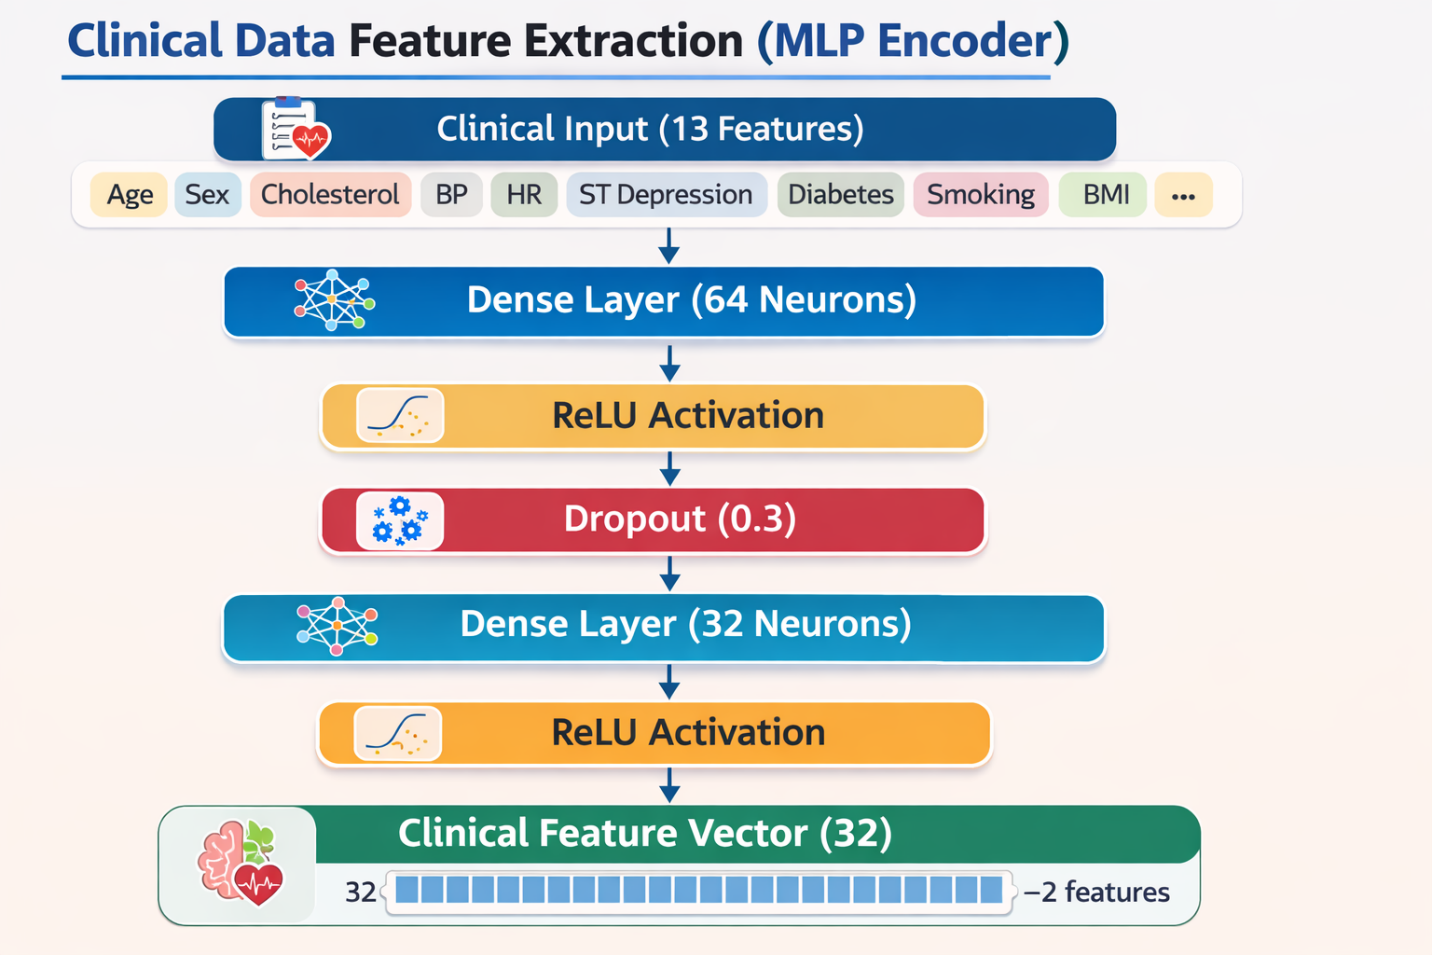 Clinical Data Feature Extraction (MLP Encoder)
Clinical Input (13 Features)
Age Sex Cholesterol BP HR ST Depression Diabetes Smoking BMI ...
Dense Layer (64 Neurons)
ReLU Activation
Dropout (0.3)
Dense Layer (32 Neurons)
ReLU Activation
Clinical Feature Vector (32)
32 –2 features